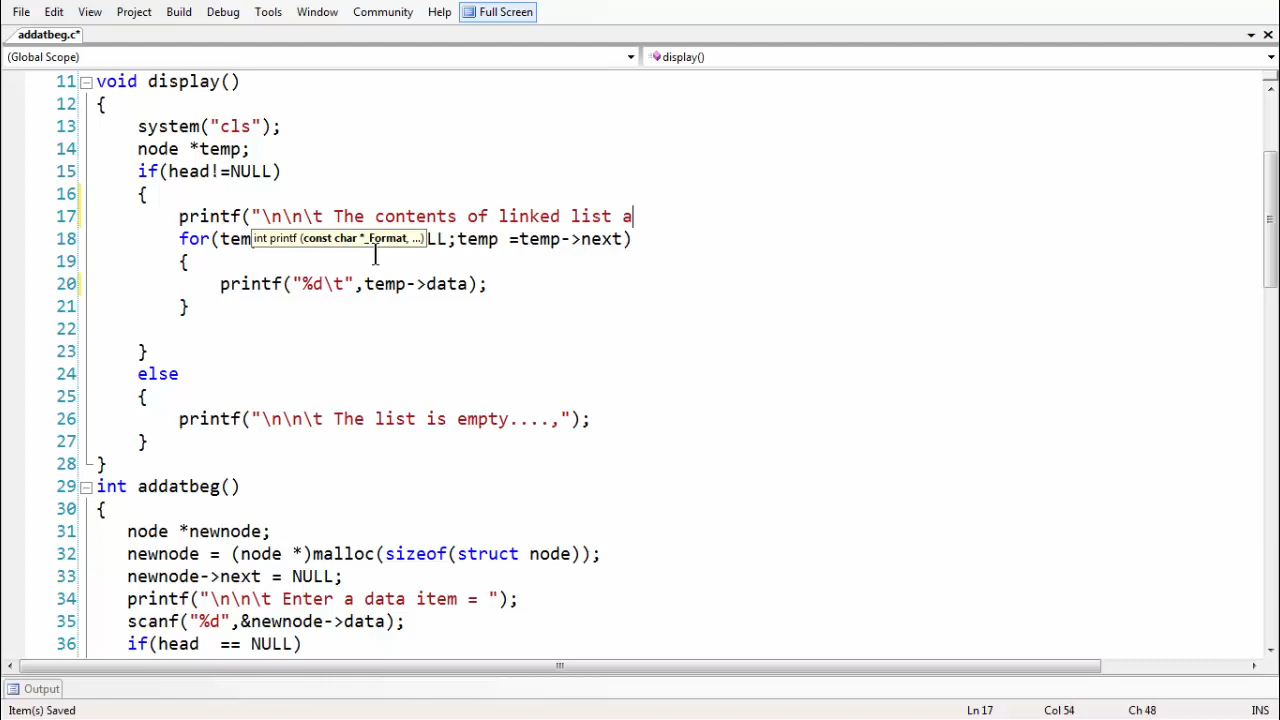 File Edit View Project Build Debug Tools Window Community Help Full Screen
addatbeg.c*
(Global Scope) display()
11 void display()
12 {
13 system("cls");
14 node *temp;
15 if(head!=NULL)
16 {
17 printf("\n\n\t The contents of linked list a
18 for(tem int printf (const char *_Format, ...) LL;temp =temp->next)
19 {
20 printf("%d\t",temp->data);
21 }
22
23 }
24 else
25 {
26 printf("\n\n\t The list is empty....,");
27 }
28 }
29 int addatbeg()
30 {
31 node *newnode;
32 newnode = (node *)malloc(sizeof(struct node));
33 newnode->next = NULL;
34 printf("\n\n\t Enter a data item = ");
35 scanf("%d",&newnode->data);
36 if(head  == NULL)
Output
Item(s) Saved Ln 17 Col 54 Ch 48 INS